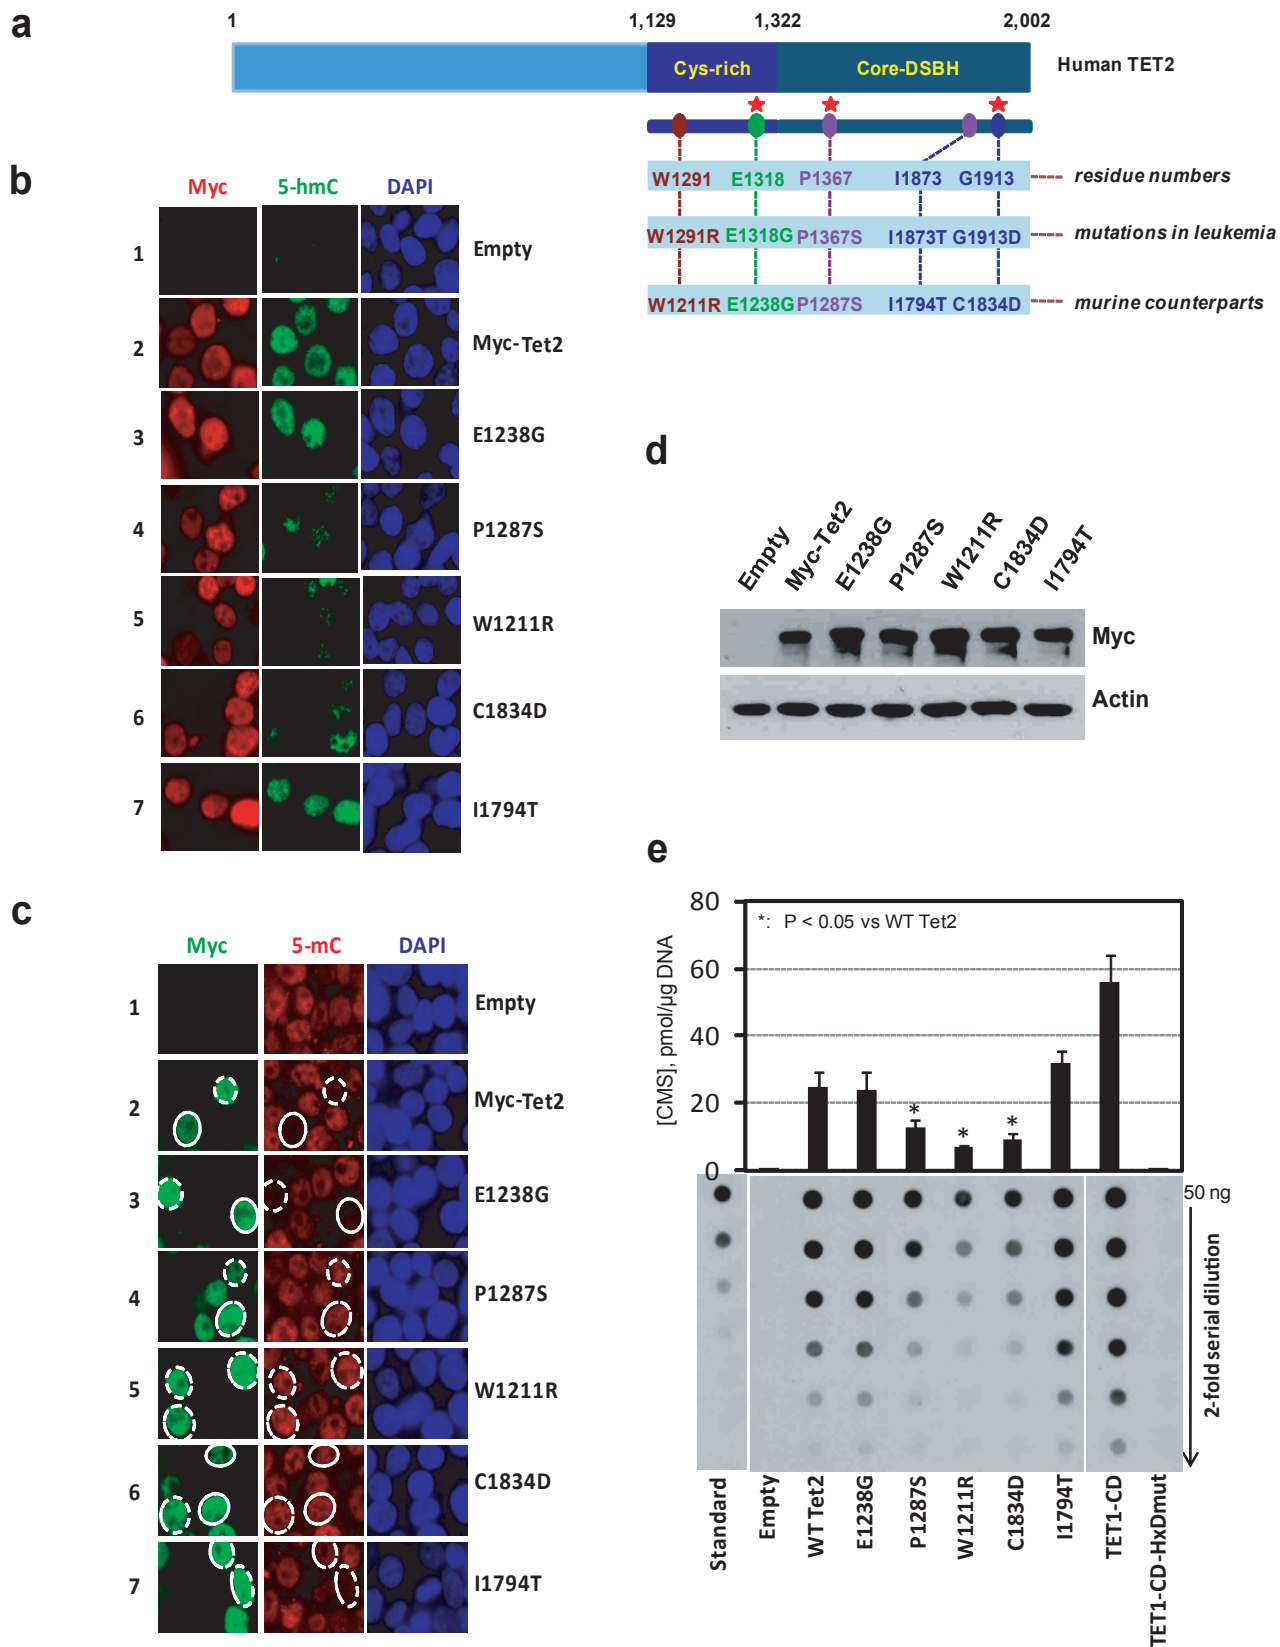 a
1 1,129 1,322 2,002
Cys-rich Core-DSBH Human TET2
W1291 E1318 P1367 I1873 G1913 residue numbers
W1291R E1318G P1367S I1873T G1913D mutations in leukemia
W1211R E1238G P1287S I1794T C1834D murine counterparts
b
Myc 5-hmC DAPI
1 Empty
2 Myc-Tet2
3 E1238G
4 P1287S
5 W1211R
6 C1834D
7 I1794T
c
Myc 5-mC DAPI
1 Empty
2 Myc-Tet2
3 E1238G
4 P1287S
5 W1211R
6 C1834D
7 I1794T
d
Empty Myc-Tet2 E1238G P1287S W1211R C1834D I1794T
Myc
Actin
e
[CMS], pmol/µg DNA
80
60
40
20
0
*: P < 0.05 vs WT Tet2
* * *
50 ng
2-fold serial dilution
Standard
Empty
WT Tet2
E1238G
P1287S
W1211R
C1834D
I1794T
TET1-CD
TET1-CD-HxDmut